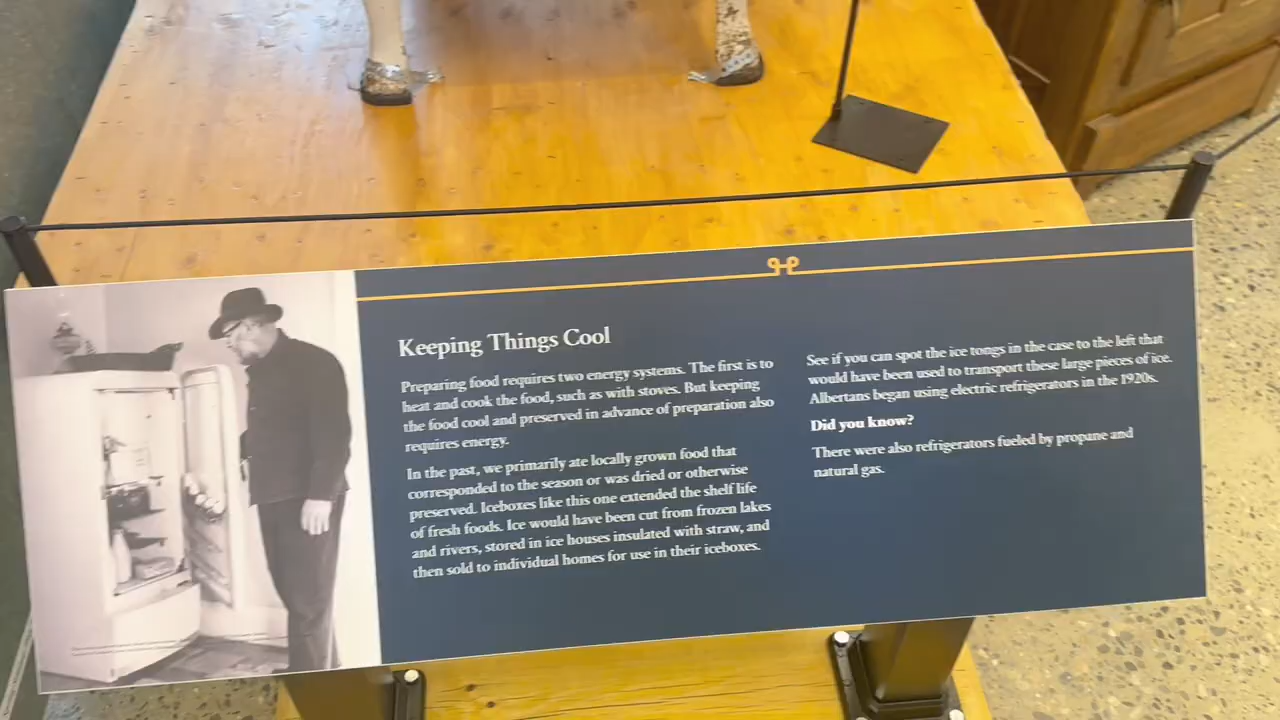 Keeping Things Cool
Preparing food requires two energy systems. The first is to
heat and cook the food, such as with stoves. But keeping
the food cool and preserved in advance of preparation also
requires energy.
In the past, we primarily ate locally grown food that
corresponded to the season or was dried or otherwise
preserved. Iceboxes like this one extended the shelf life
of fresh foods. Ice would have been cut from frozen lakes
and rivers, stored in ice houses insulated with straw, and
then sold to individual homes for use in their iceboxes.
See if you can spot the ice tongs in the case to the left that
would have been used to transport these large pieces of ice.
Albertans began using electric refrigerators in the 1920s.
Did you know?
There were also refrigerators fueled by propane and
natural gas.